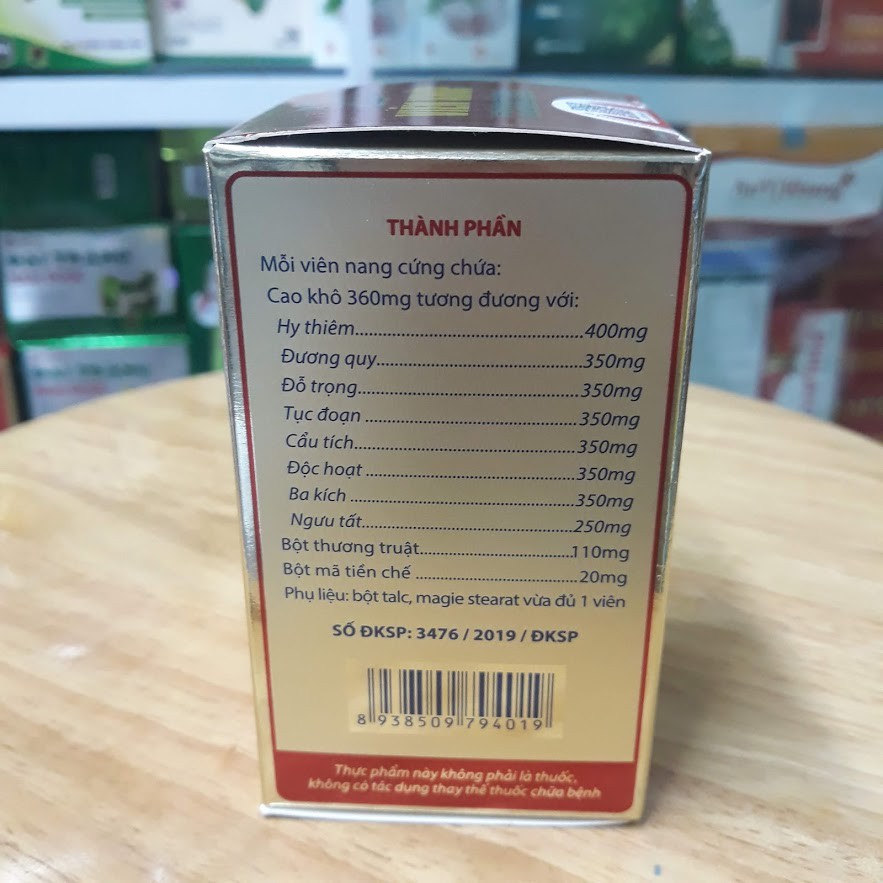 THÀNH PHẦN
Mỗi viên nang cứng chứa:
Cao khô 360mg tương đương với:
Hy thiêm..............................................400mg
Đương quy..........................................350mg
Đỗ trọng.............................................350mg
Tục đoạn ............................................350mg
Cẩu tích..............................................350mg
Độc hoạt ............................................350mg
Ba kích ...............................................350mg
Ngưu tất.............................................250mg
Bột thương truật................................110mg
Bột mã tiền chế ..................................20mg
Phụ liệu: bột talc, magie stearat vừa đủ 1 viên
SỐ ĐKSP: 3476 / 2019 / ĐKSP
8 938509 794019
Thực phẩm này không phải là thuốc,
không có tác dụng thay thế thuốc chữa bệnh